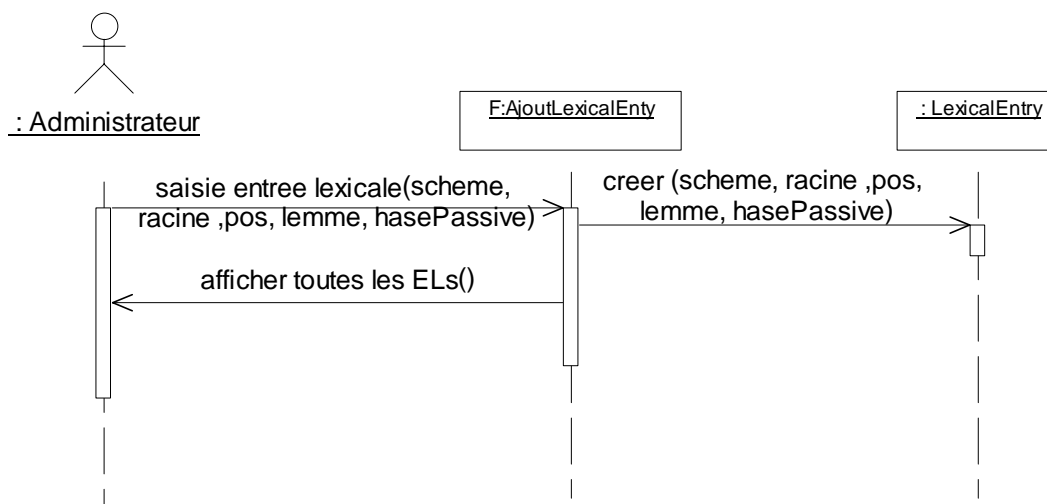 : Administrateur
F:AjoutLexicalEnty
: LexicalEntry
saisie entree lexicale(scheme,
racine ,pos, lemme, hasePassive)
creer (scheme, racine ,pos,
lemme, hasePassive)
afficher toutes les ELs()